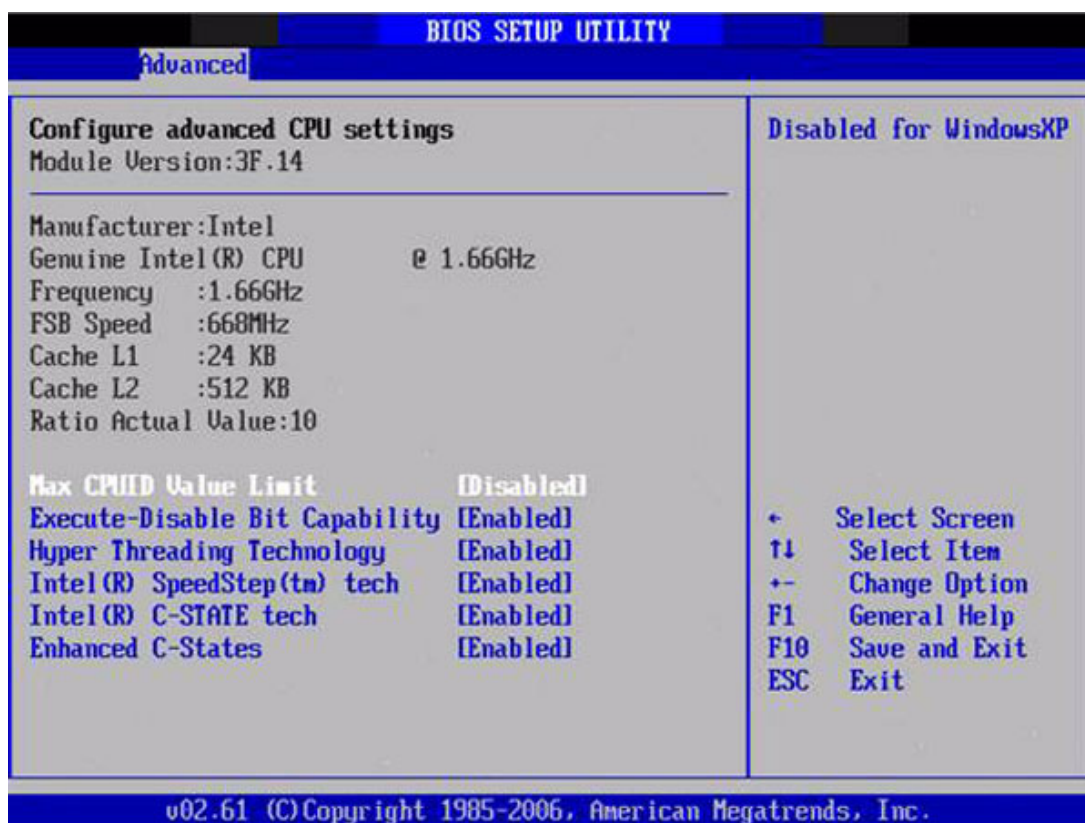 BIOS SETUP UTILITY
Advanced
Configure advanced CPU settings
Module Version:3F.14
Manufacturer:Intel
Genuine Intel(R) CPU @ 1.66GHz
Frequency :1.66GHz
FSB Speed :668MHz
Cache L1 :24 KB
Cache L2 :512 KB
Ratio Actual Value:10
Max CPUID Value Limit [Disabled]
Execute-Disable Bit Capability [Enabled]
Hyper Threading Technology [Enabled]
Intel(R) SpeedStep(tm) tech [Enabled]
Intel(R) C-STATE tech [Enabled]
Enhanced C-States [Enabled]
Disabled for WindowsXP
← Select Screen
↑↓ Select Item
+- Change Option
F1 General Help
F10 Save and Exit
ESC Exit
v02.61 (C)Copyright 1985-2006, American Megatrends, Inc.